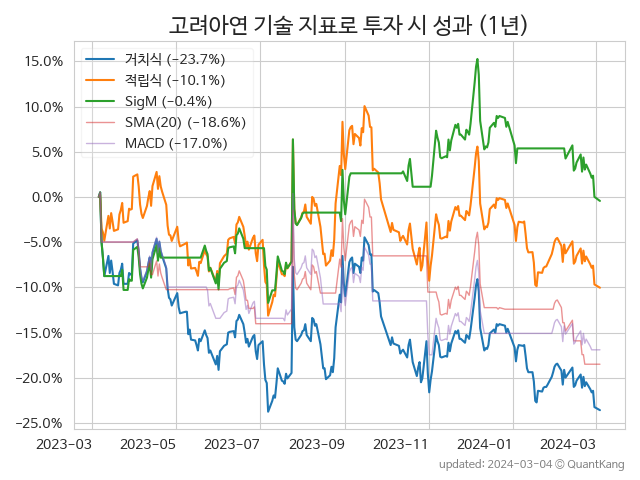 고려아연 기술 지표로 투자 시 성과 (1년)
거치식 (−23.7%)
적립식 (−10.1%)
SigM (−0.4%)
SMA(20) (−18.6%)
MACD (−17.0%)
15.0%
10.0%
5.0%
0.0%
−5.0%
−10.0%
−15.0%
−20.0%
−25.0%
2023-03 2023-05 2023-07 2023-09 2023-11 2024-01 2024-03
updated: 2024-03-04 © QuantKang